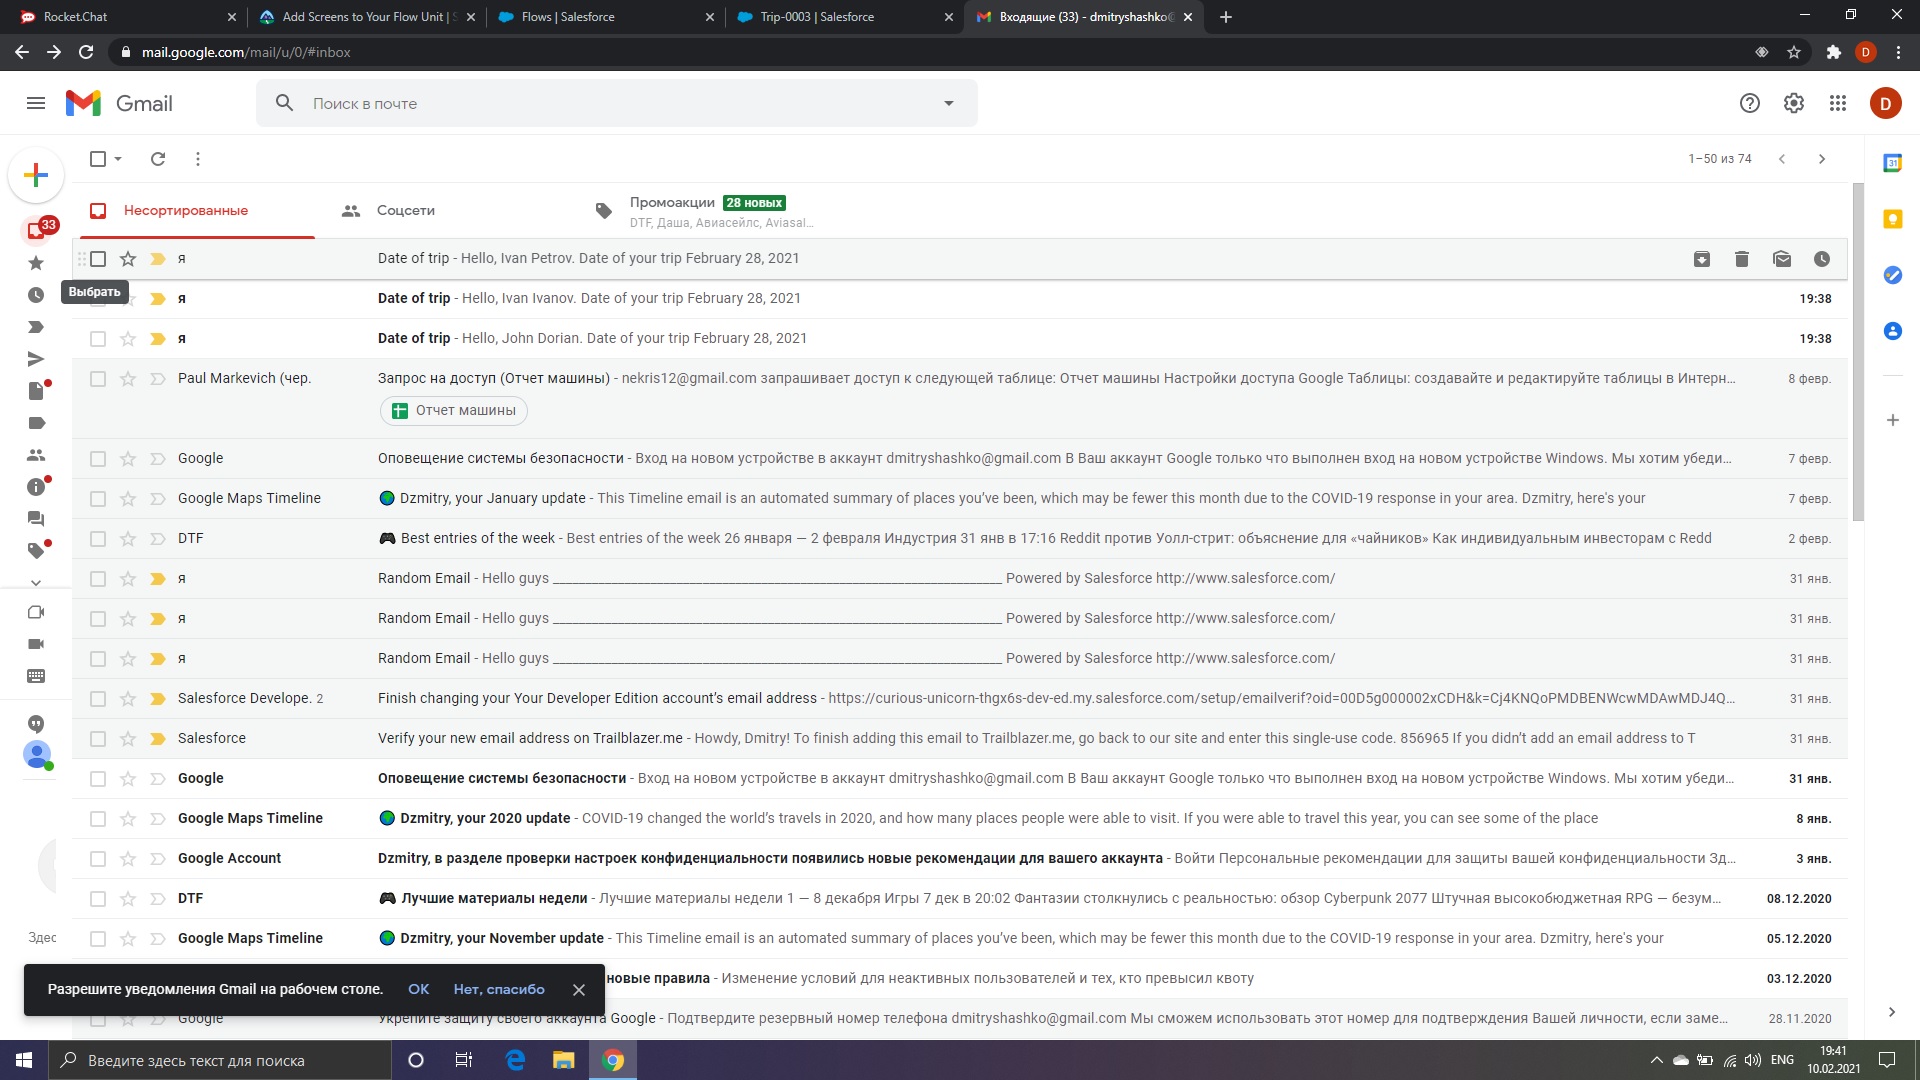 Rocket.Chat
Add Screens to Your Flow Unit | S
Flows | Salesforce
Trip-0003 | Salesforce
Входящие (33) - dmitryshashko@
mail.google.com/mail/u/0/#inbox
D
Gmail
Поиск в почте
D
1–50 из 74
31
Несортированные
Соцсети
Промоакции 28 новых
DTF, Даша, Авиасейлс, Aviasal...
33
я Date of trip - Hello, Ivan Petrov. Date of your trip February 28, 2021
Выбрать
я Date of trip - Hello, Ivan Ivanov. Date of your trip February 28, 2021 19:38
я Date of trip - Hello, John Dorian. Date of your trip February 28, 2021 19:38
Paul Markevich (чер. Запрос на доступ (Отчет машины) - nekris12@gmail.com запрашивает доступ к следующей таблице: Отчет машины Настройки доступа Google Таблицы: создавайте и редактируйте таблицы в Интерн... 8 февр.
Отчет машины
Google Оповещение системы безопасности - Вход на новом устройстве в аккаунт dmitryshashko@gmail.com В Ваш аккаунт Google только что выполнен вход на новом устройстве Windows. Мы хотим убеди... 7 февр.
Google Maps Timeline Dzmitry, your January update - This Timeline email is an automated summary of places you’ve been, which may be fewer this month due to the COVID-19 response in your area. Dzmitry, here's your 7 февр.
DTF Best entries of the week - Best entries of the week 26 января — 2 февраля Индустрия 31 янв в 17:16 Reddit против Уолл-стрит: объяснение для «чайников» Как индивидуальным инвесторам с Redd 2 февр.
я Random Email - Hello guys ________________________________________________________________ Powered by Salesforce http://www.salesforce.com/ 31 янв.
я Random Email - Hello guys ________________________________________________________________ Powered by Salesforce http://www.salesforce.com/ 31 янв.
я Random Email - Hello guys ________________________________________________________________ Powered by Salesforce http://www.salesforce.com/ 31 янв.
Salesforce Develope. 2 Finish changing your Your Developer Edition account’s email address - https://curious-unicorn-thgx6s-dev-ed.my.salesforce.com/setup/emailverif?oid=00D5g000002xCDH&k=Cj4KNQoPMDBENWcwMDAwMDJ4Q... 31 янв.
Salesforce Verify your new email address on Trailblazer.me - Howdy, Dmitry! To finish adding this email to Trailblazer.me, go back to our site and enter this single-use code. 856965 If you didn’t add an email address to T 31 янв.
Google Оповещение системы безопасности - Вход на новом устройстве в аккаунт dmitryshashko@gmail.com В Ваш аккаунт Google только что выполнен вход на новом устройстве Windows. Мы хотим убеди... 31 янв.
Google Maps Timeline Dzmitry, your 2020 update - COVID-19 changed the world’s travels in 2020, and how many places people were able to visit. If you were able to travel this year, you can see some of the place 8 янв.
Google Account Dzmitry, в разделе проверки настроек конфиденциальности появились новые рекомендации для вашего аккаунта - Войти Персональные рекомендации для защиты вашей конфиденциальности Зд... 3 янв.
DTF Лучшие материалы недели - Лучшие материалы недели 1 — 8 декабря Игры 7 дек в 20:02 Фантазии столкнулись с реальностью: обзор Cyberpunk 2077 Штучная высокобюджетная RPG — безум... 08.12.2020
Здес
Google Maps Timeline Dzmitry, your November update - This Timeline email is an automated summary of places you’ve been, which may be fewer this month due to the COVID-19 response in your area. Dzmitry, here's your 05.12.2020
новые правила - Изменение условий для неактивных пользователей и тех, кто превысил квоту 03.12.2020
Разрешите уведомления Gmail на рабочем столе. ОК Нет, спасибо
Google Укрепите защиту своего аккаунта Google - Подтвердите резервный номер телефона dmitryshashko@gmail.com Мы сможем использовать этот номер для подтверждения Вашей личности, если заме... 28.11.2020
Введите здесь текст для поиска
ENG
19:41
10.02.2021